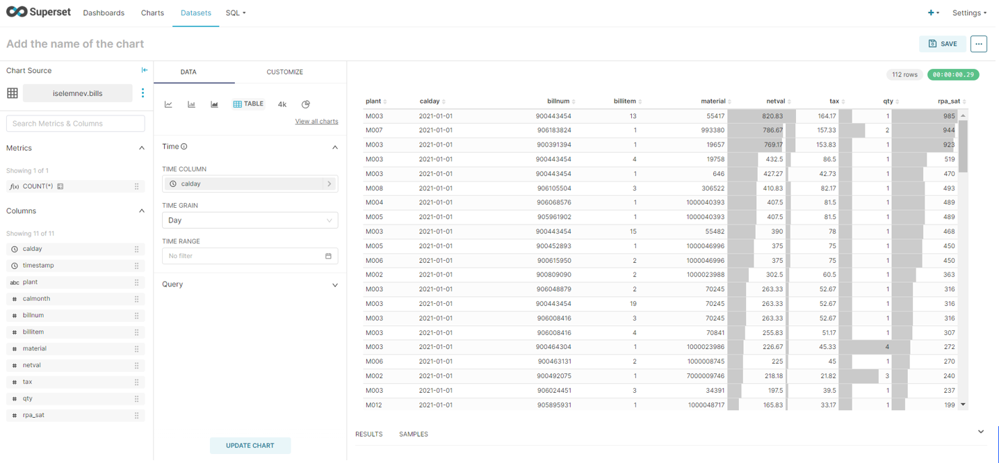 Superset Dashboards Charts Datasets SQL Settings
Add the name of the chart SAVE
Chart Source
iselemnev.bills
Search Metrics & Columns
Metrics
Showing 1 of 1
f(x) COUNT(*)
Columns
Showing 11 of 11
calday
timestamp
abc plant
# calmonth
# billnum
# billitem
# material
# netval
# tax
# qty
# rpa_sat
DATA CUSTOMIZE
TABLE 4k
View all charts
Time
TIME COLUMN
calday
TIME GRAIN
Day
TIME RANGE
No filter
Query
UPDATE CHART
112 rows 00:00:00.29
plant calday billnum billitem material netval tax qty rpa_sat
M003 2021-01-01 900443454 13 55417 820.83 164.17 1 985
M007 2021-01-01 906183824 1 993380 786.67 157.33 2 944
M003 2021-01-01 900391394 1 19657 769.17 153.83 1 923
M003 2021-01-01 900443454 4 19758 432.5 86.5 1 519
M003 2021-01-01 900443454 1 646 427.27 42.73 1 470
M008 2021-01-01 906105504 3 306522 410.83 82.17 1 493
M004 2021-01-01 906068576 1 1000040393 407.5 81.5 1 489
M005 2021-01-01 905961902 1 1000040393 407.5 81.5 1 489
M003 2021-01-01 900443454 15 55482 390 78 1 468
M005 2021-01-01 900452893 1 1000046996 375 75 1 450
M006 2021-01-01 900615950 2 1000046996 375 75 1 450
M002 2021-01-01 900809090 2 1000023988 302.5 60.5 1 363
M003 2021-01-01 906048879 2 70245 263.33 52.67 1 316
M003 2021-01-01 900443454 19 70245 263.33 52.67 1 316
M003 2021-01-01 906008416 3 70245 263.33 52.67 1 316
M003 2021-01-01 906008416 4 70841 255.83 51.17 1 307
M003 2021-01-01 900464304 1 1000023986 226.67 45.33 4 272
M006 2021-01-01 900463131 2 1000008745 225 45 1 270
M002 2021-01-01 900492075 1 7000009746 218.18 21.82 3 240
M003 2021-01-01 906024451 3 34391 197.5 39.5 1 237
M012 2021-01-01 905895931 1 1000048717 165.83 33.17 1 199
RESULTS SAMPLES